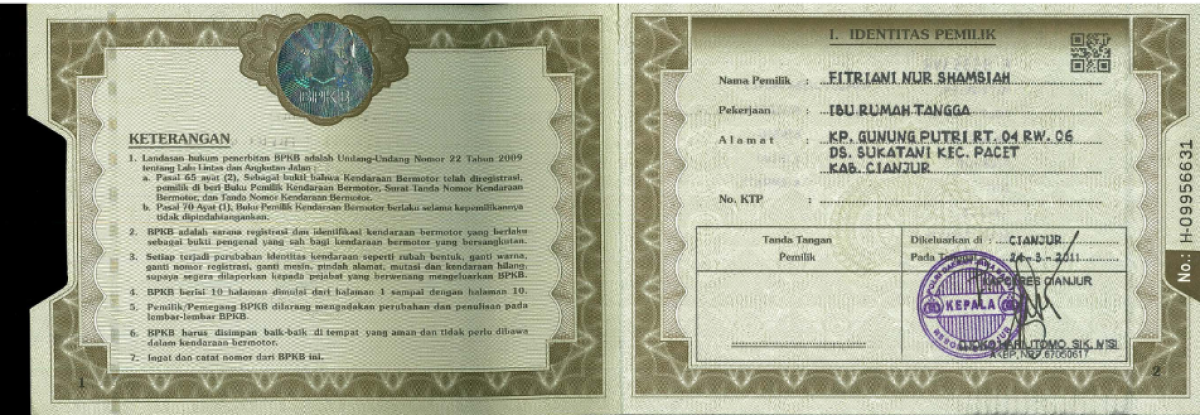 BPKB
KETERANGAN
1. Landasan hukum penerbitan BPKB adalah Undang-Undang Nomor 22 Tahun 2009
tentang Lalu Lintas dan Angkutan Jalan :
a. Pasal 65 ayat (2), Sebagai bukti bahwa Kendaraan Bermotor telah diregistrasi,
pemilik di beri Buku Pemilik Kendaraan Bermotor, Surat Tanda Nomor Kendaraan
Bermotor, dan Tanda Nomor Kendaraan Bermotor.
b. Pasal 70 Ayat (1), Buku Pemilik Kendaraan Bermotor berlaku selama kepemilikannya
tidak dipindahtangankan.
2. BPKB adalah sarana registrasi dan identifikasi kendaraan bermotor yang berlaku
sebagai bukti pengenal yang sah bagi kendaraan bermotor yang bersangkutan.
3. Setiap terjadi perubahan identitas kendaraan seperti rubah bentuk, ganti warna,
ganti nomor registrasi, ganti mesin, pindah alamat, mutasi dan kendaraan hilang,
supaya segera dilaporkan kepada pejabat yang berwenang mengeluarkan BPKB.
4. BPKB berisi 10 halaman dimulai dari halaman 1 sampai dengan halaman 10.
5. Pemilik/Pemegang BPKB dilarang mengadakan perubahan dan penulisan pada
lembar-lembar BPKB.
6. BPKB harus disimpan baik-baik di tempat yang aman dan tidak perlu dibawa
dalam kendaraan bermotor.
7. Ingat dan catat nomor dari BPKB ini.
1
I. IDENTITAS PEMILIK
Nama Pemilik : FITRIANI NUR SHAMSIAH
Pekerjaan : IBU RUMAH TANGGA
Alamat : KP. GUNUNG PUTRI RT. 04 RW. 06
DS. SUKATANI KEC. PACET
KAB. CIANJUR
No. KTP :
Tanda Tangan
Pemilik
Dikeluarkan di : CIANJUR
Pada 24-3-2011
CIANJUR
KEPALA
SIK, MSI
AKBP, NRP 67050617
2
No.: H-09956631